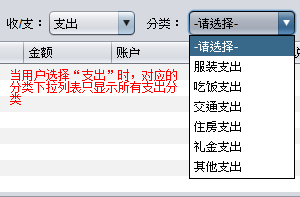 收/支： 支出 分类： -请选择-
金额 账户
-请选择-
服装支出
吃饭支出
交通支出
住房支出
礼金支出
其他支出
当用户选择“支出”时，对应的
分类下拉列表只显示所有支出分
类